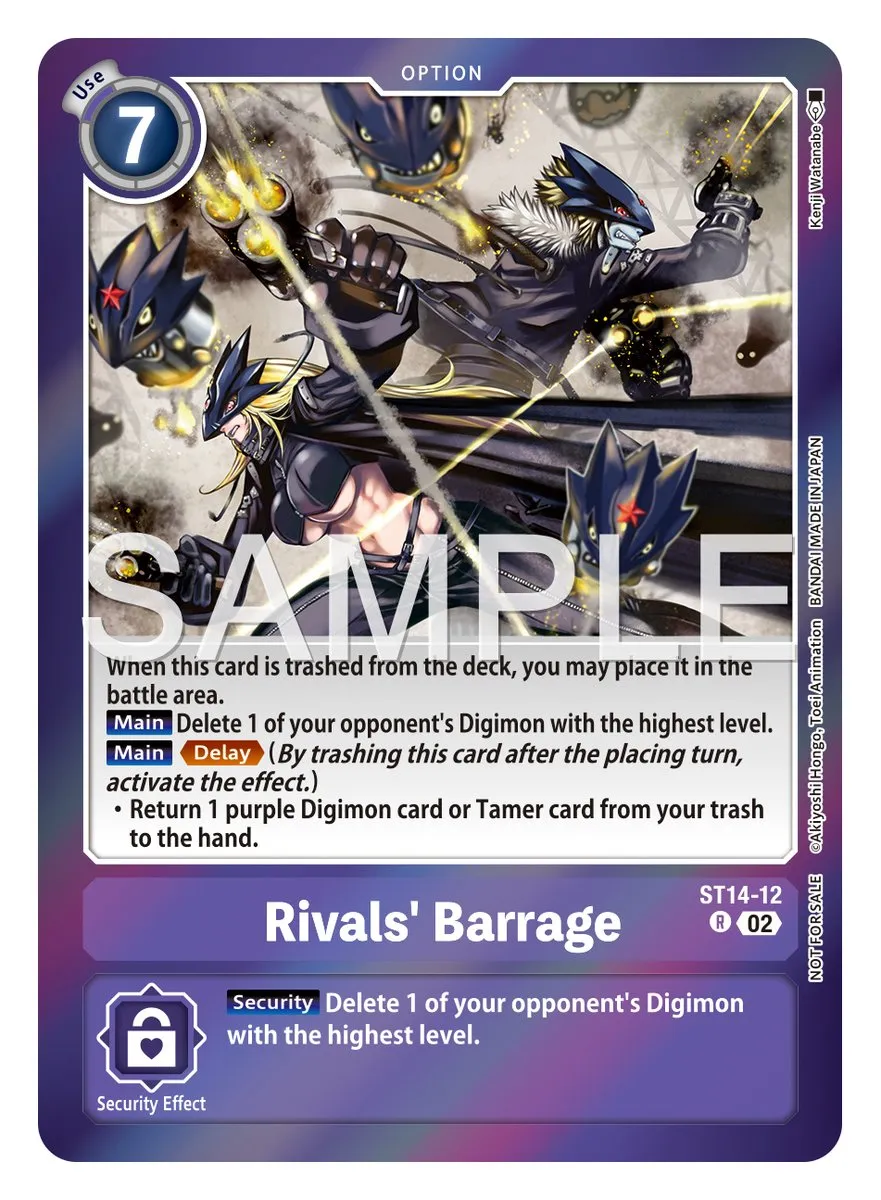 OPTION
Use
7
Kenji Watanabe
SAMPLE
When this card is trashed from the deck, you may place it in the
battle area.
Main Delete 1 of your opponent's Digimon with the highest level.
Main Delay (By trashing this card after the placing turn,
activate the effect.)
・Return 1 purple Digimon card or Tamer card from your trash
to the hand.
©Akiyoshi Hongo, Toei Animation BANDAI MADE IN JAPAN
NOT FOR SALE
Rivals' Barrage
ST14-12
R 02
Security Delete 1 of your opponent's Digimon
with the highest level.
Security Effect